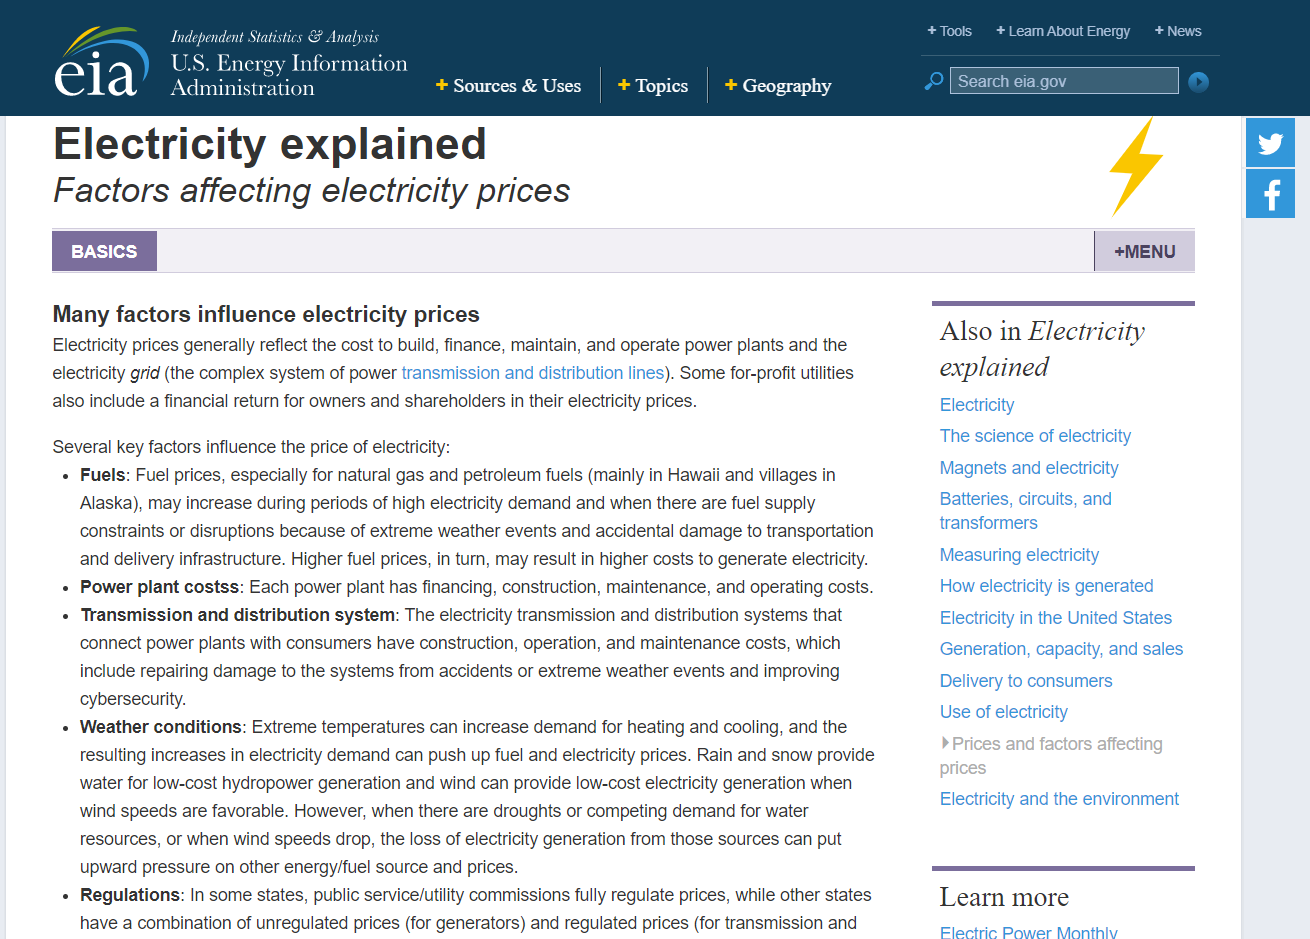 eia
Independent Statistics & Analysis
U.S. Energy Information
Administration
+ Sources & Uses
+ Topics
+ Geography
+ Tools
+ Learn About Energy
+ News
Search eia.gov
Electricity explained
Factors affecting electricity prices
BASICS
+MENU
Many factors influence electricity prices
Electricity prices generally reflect the cost to build, finance, maintain, and operate power plants and the
electricity grid (the complex system of power transmission and distribution lines). Some for-profit utilities
also include a financial return for owners and shareholders in their electricity prices.
Several key factors influence the price of electricity:
• Fuels: Fuel prices, especially for natural gas and petroleum fuels (mainly in Hawaii and villages in
Alaska), may increase during periods of high electricity demand and when there are fuel supply
constraints or disruptions because of extreme weather events and accidental damage to transportation
and delivery infrastructure. Higher fuel prices, in turn, may result in higher costs to generate electricity.
• Power plant costss: Each power plant has financing, construction, maintenance, and operating costs.
• Transmission and distribution system: The electricity transmission and distribution systems that
connect power plants with consumers have construction, operation, and maintenance costs, which
include repairing damage to the systems from accidents or extreme weather events and improving
cybersecurity.
• Weather conditions: Extreme temperatures can increase demand for heating and cooling, and the
resulting increases in electricity demand can push up fuel and electricity prices. Rain and snow provide
water for low-cost hydropower generation and wind can provide low-cost electricity generation when
wind speeds are favorable. However, when there are droughts or competing demand for water
resources, or when wind speeds drop, the loss of electricity generation from those sources can put
upward pressure on other energy/fuel source and prices.
• Regulations: In some states, public service/utility commissions fully regulate prices, while other states
have a combination of unregulated prices (for generators) and regulated prices (for transmission and
Also in Electricity
explained
Electricity
The science of electricity
Magnets and electricity
Batteries, circuits, and
transformers
Measuring electricity
How electricity is generated
Electricity in the United States
Generation, capacity, and sales
Delivery to consumers
Use of electricity
Prices and factors affecting
prices
Electricity and the environment
Learn more
Electric Power Monthly